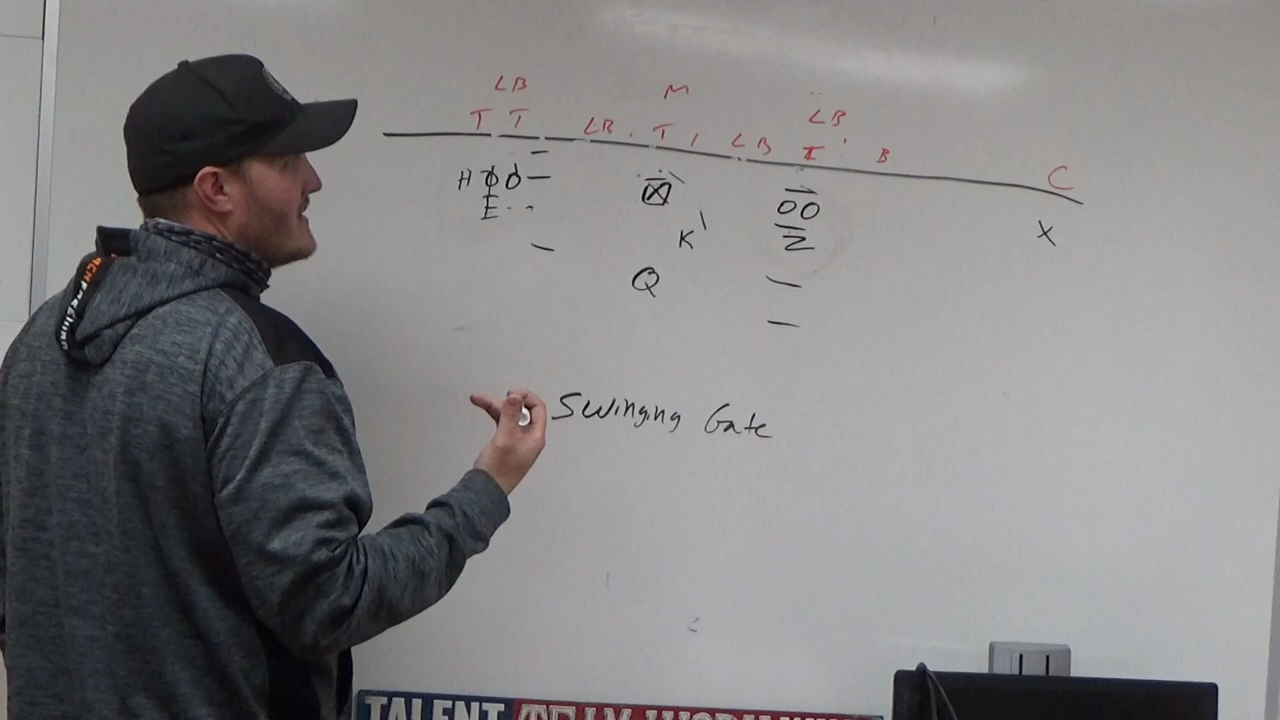 LB M LB
T T LB T LB I B C
H O O X O O
E K Z X
Q
Swinging Gate
TALENT